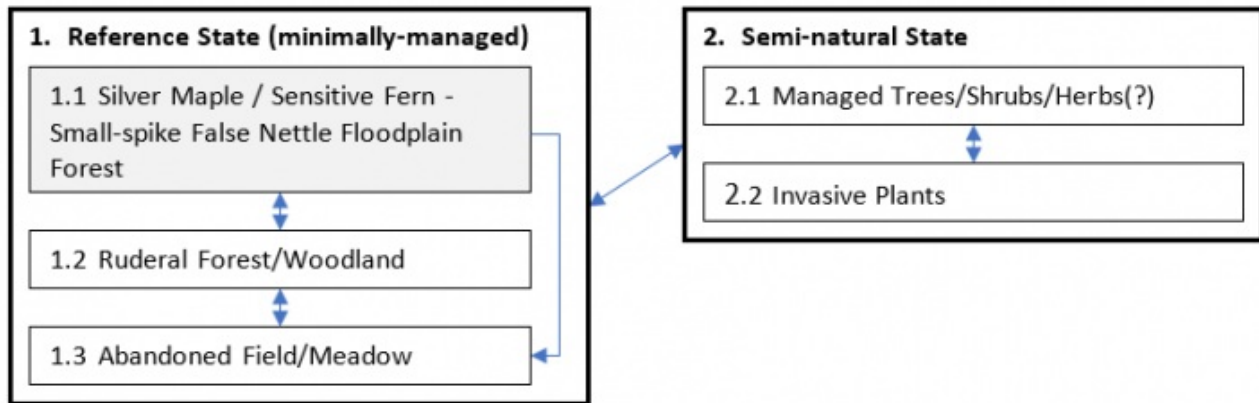 1. Reference State (minimally-managed)
1.1 Silver Maple / Sensitive Fern -
Small-spike False Nettle Floodplain
Forest
1.2 Ruderal Forest/Woodland
1.3 Abandoned Field/Meadow
2. Semi-natural State
2.1 Managed Trees/Shrubs/Herbs(?)
2.2 Invasive Plants